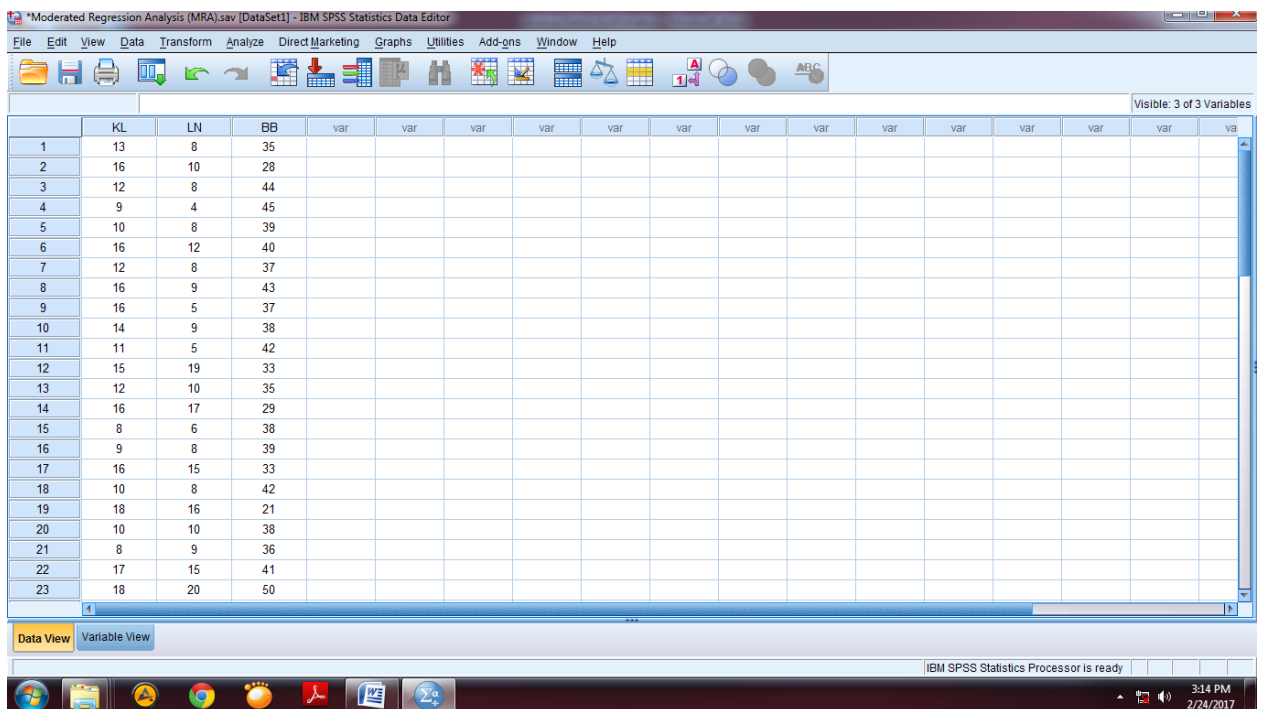 *Moderated Regression Analysis (MRA).sav [DataSet1] - IBM SPSS Statistics Data Editor
File Edit View Data Transform Analyze Direct Marketing Graphs Utilities Add-ons Window Help
Visible: 3 of 3 Variables
KL LN BB var var var var var var var var var var var var var va
1 13 8 35
2 16 10 28
3 12 8 44
4 9 4 45
5 10 8 39
6 16 12 40
7 12 8 37
8 16 9 43
9 16 5 37
10 14 9 38
11 11 5 42
12 15 19 33
13 12 10 35
14 16 17 29
15 8 6 38
16 9 8 39
17 16 15 33
18 10 8 42
19 18 16 21
20 10 10 38
21 8 9 36
22 17 15 41
23 18 20 50
Data View Variable View
IBM SPSS Statistics Processor is ready
3:14 PM
2/24/2017